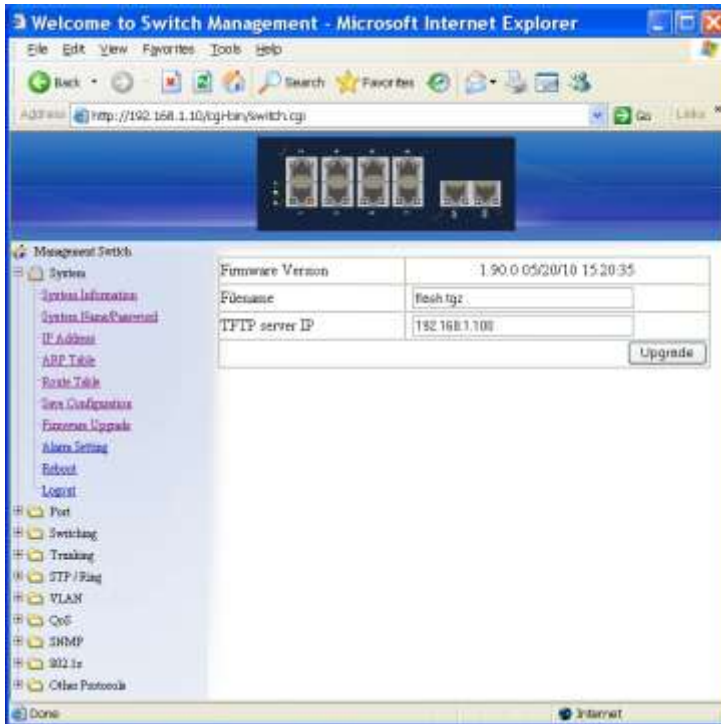 Welcome to Switch Management - Microsoft Internet Explorer
File Edit View Favorites Tools Help
Back Search Favorites
Address http://192.168.1.10/cgi-bin/switch.cgi Go Links »
Management Switch
System
System Information
System Name/Password
IP Address
ARP Table
Route Table
Save Configuration
Firmware Upgrade
Alarm Setting
Reboot
Logout
Port
Switching
Trunking
STP / Ring
VLAN
QoS
SNMP
802.1x
Other Protocols
Firmware Version 1.90.0 05/20/10 15:20:35
Filename flash.tgz
TFTP server IP 192.168.1.100
Upgrade
Done Internet